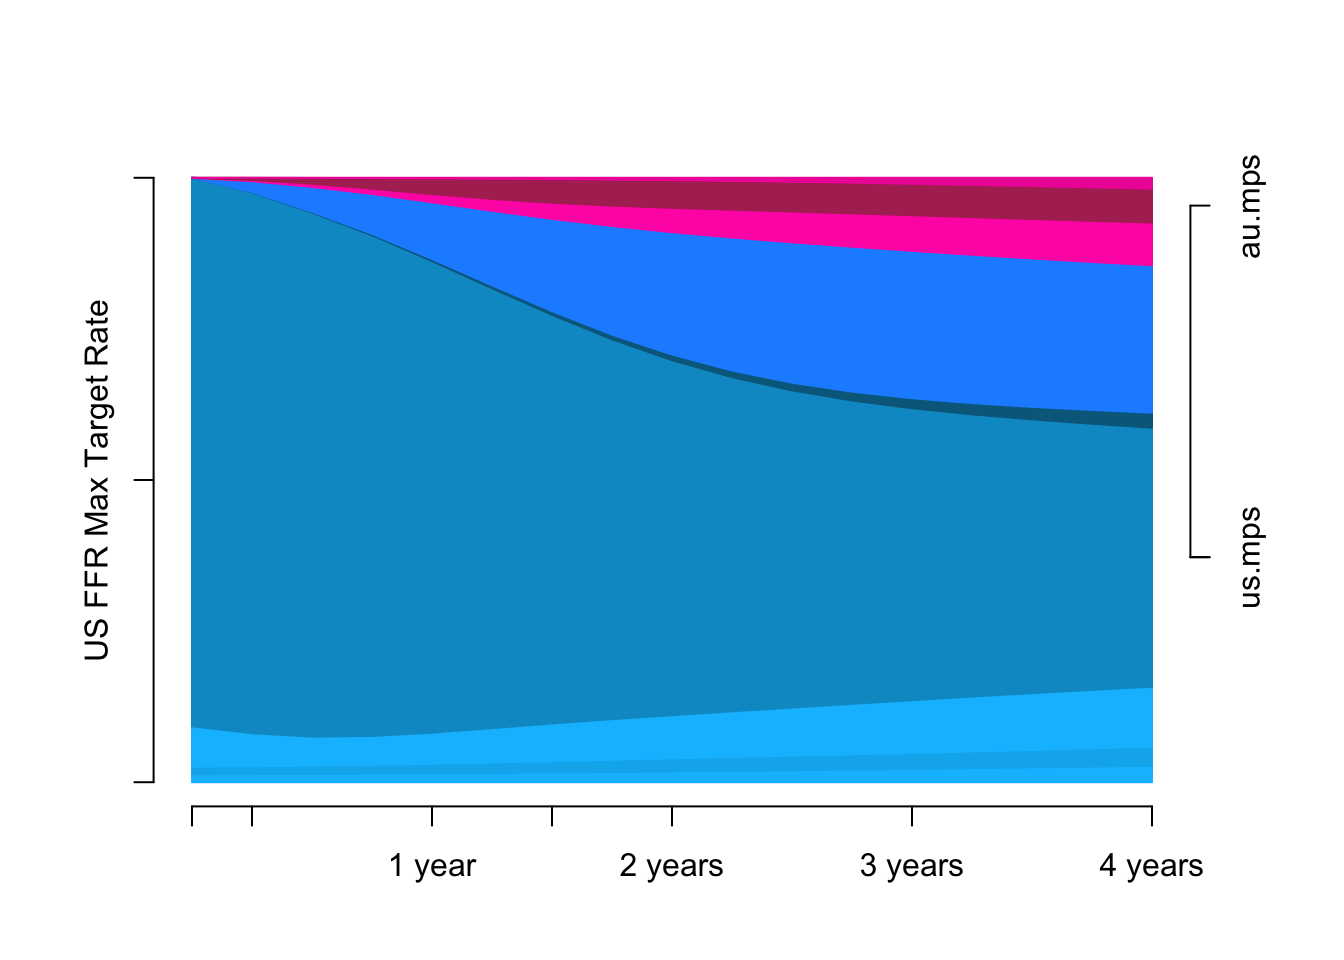 US FFR Max Target Rate
au.mps
us.mps
1 year
2 years
3 years
4 years